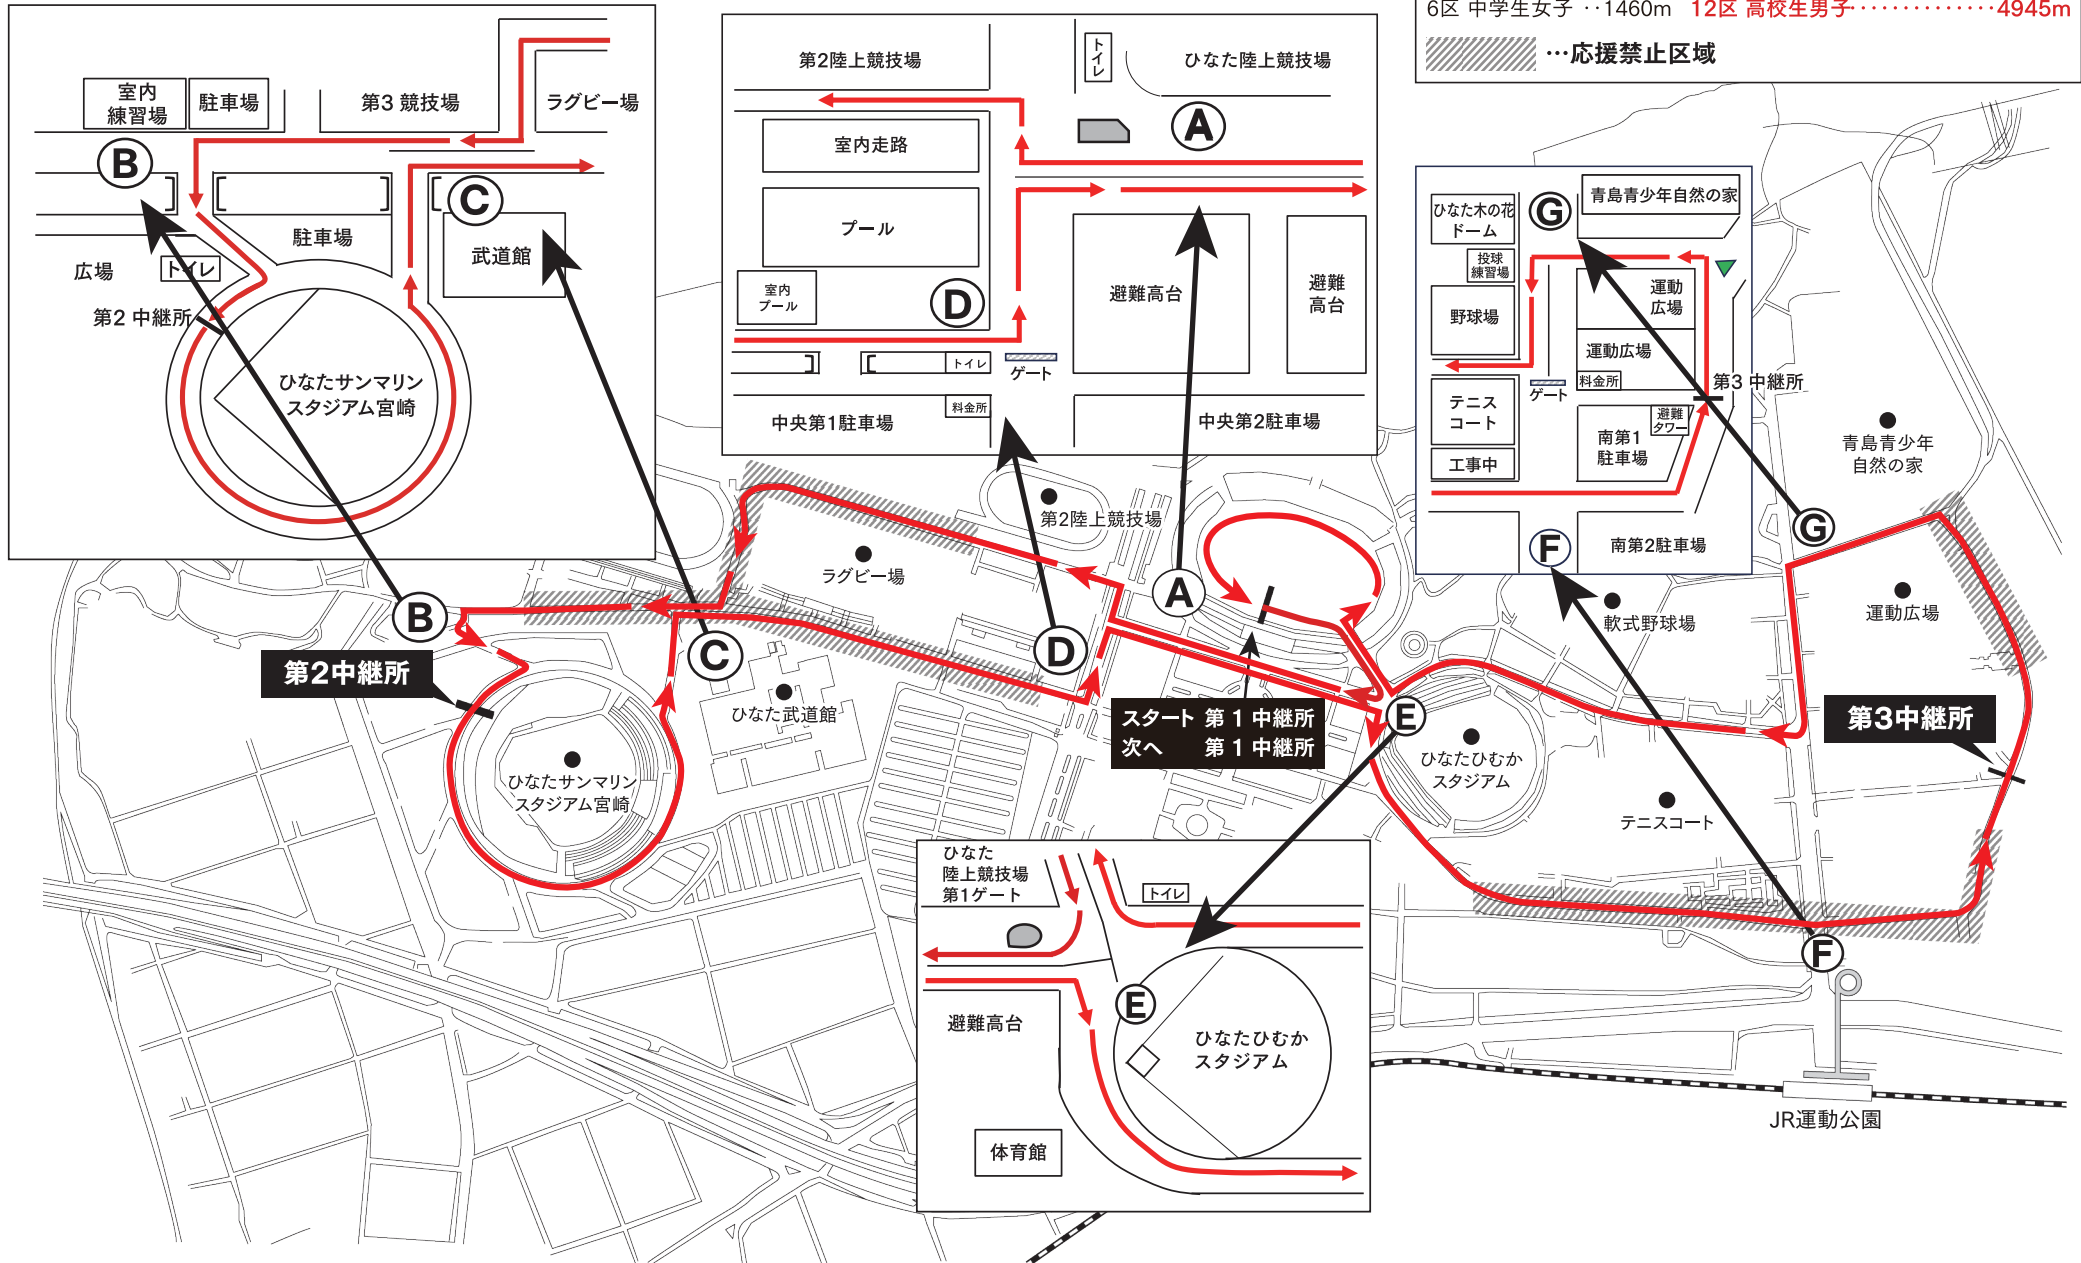 6区 中学生女子 ‥1460m 12区 高校生男子‥‥‥‥‥‥‥4945m
…応援禁止区域
室内
練習場
駐車場
第3 競技場
ラグビー場
B
C
駐車場
武道館
広場
トイレ
第2 中継所
ひなたサンマリン
スタジアム宮崎
第2陸上競技場
トイレ
ひなた陸上競技場
A
室内走路
プール
室内
プール
D
避難高台
避難
高台
トイレ
ゲート
料金所
中央第1駐車場
中央第2駐車場
ひなた木の花
ドーム
G
青島青少年自然の家
投球
練習場
運動
広場
野球場
運動広場
料金所
第3 中継所
ゲート
テニス
コート
避難
タワー
南第1
駐車場
工事中
F
南第2駐車場
青島青少年
自然の家
第2陸上競技場
ラグビー場
G
A
B
運動広場
軟式野球場
C
D
第2中継所
ひなた武道館
スタート 第1中継所
次へ 第1中継所
E
第3中継所
ひなたひむか
スタジアム
ひなたサンマリン
スタジアム宮崎
テニスコート
ひなた
陸上競技場
第1ゲート
トイレ
F
E
避難高台
ひなたひむか
スタジアム
体育館
JR運動公園